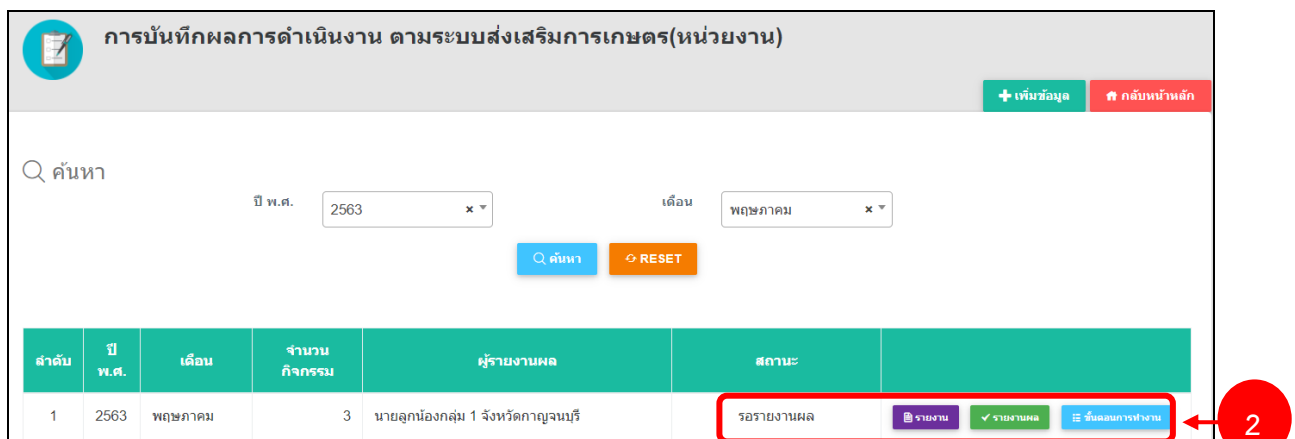 การบันทึกผลการดำเนินงาน ตามระบบส่งเสริมการเกษตร(หน่วยงาน)
เพิ่มข้อมูล กลับหน้าหลัก
ค้นหา
ปี พ.ศ. 2563 × เดือน พฤษภาคม ×
ค้นหา RESET
ลำดับ ปี พ.ศ. เดือน จำนวน กิจกรรม ผู้รายงานผล สถานะ
1 2563 พฤษภาคม 3 นายลูกน้องกลุ่ม 1 จังหวัดกาญจนบุรี รอรายงานผล รายงาน รายงานผล ขั้นตอนการทำงาน
2